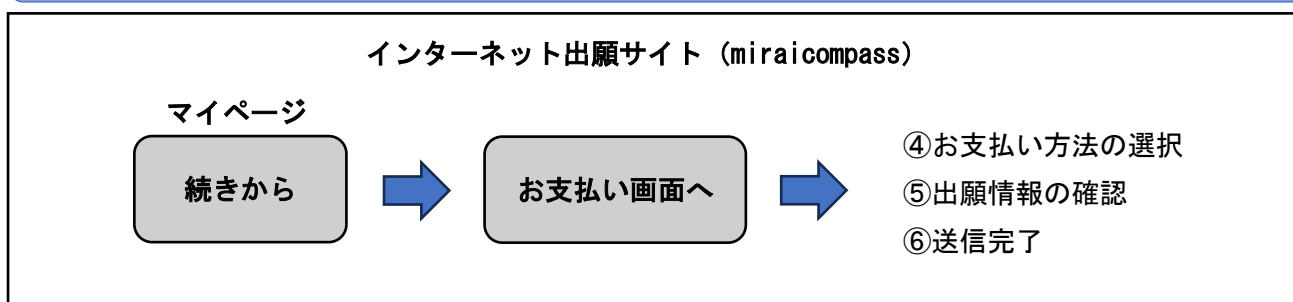 インターネット出願サイト（miraicompass）
マイページ
続きから
お支払い画面へ
④お支払い方法の選択
⑤出願情報の確認
⑥送信完了